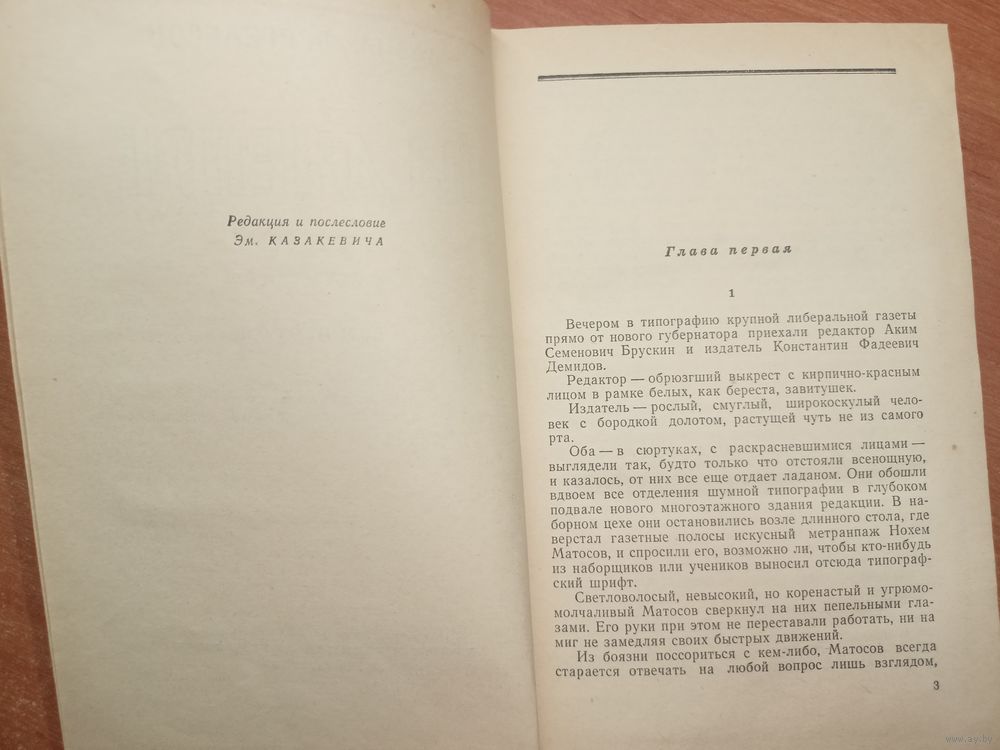 Редакция и послесловие
Эм. КАЗАКЕВИЧА
Глава первая
1
Вечером в типографию крупной либеральной газеты
прямо от нового губернатора приехали редактор Аким
Семенович Брускин и издатель Константин Фадеевич
Демидов.
Редактор — обрюзгший выкрест с кирпично-красным
лицом в рамке белых, как береста, завитушек.
Издатель — рослый, смуглый, широкоскулый чело-
век с бородкой долотом, растущей чуть не из самого
рта.
Оба — в сюртуках, с раскрасневшимися лицами —
выглядели так, будто только что отстояли всенощную,
и казалось, от них все еще отдает ладаном. Они обошли
вдвоем все отделения шумной типографии в глубоком
подвале нового многоэтажного здания редакции. В на-
борном цехе они остановились возле длинного стола, где
верстал газетные полосы искусный метранпаж Нохем
Матосов, и спросили его, возможно ли, чтобы кто-нибудь
из наборщиков или учеников выносил отсюда типограф-
ский шрифт.
Светловолосый, невысокий, но коренастый и угрюмо-
молчаливый Матосов сверкнул на них пепельными гла-
зами. Его руки при этом не переставали работать, ни на
миг не замедляя своих быстрых движений.
Из боязни поссориться с кем-либо, Матосов всегда
старается отвечать на любой вопрос лишь взглядом,
3
www.ay.by